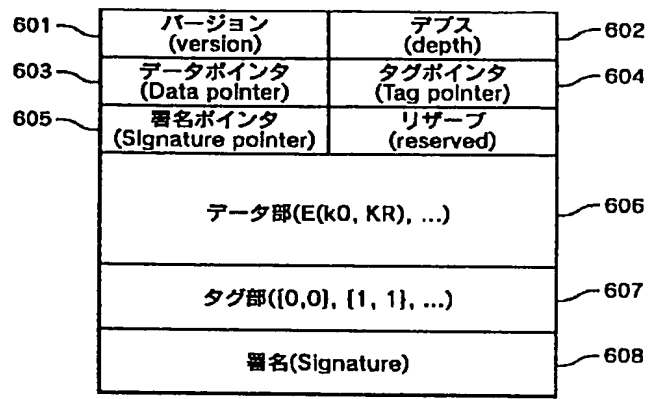 601
バージョン
(version)
デプス
(depth)
602
603
データポインタ
(Data pointer)
タグポインタ
(Tag pointer)
604
605
署名ポインタ
(Signature pointer)
リザーブ
(reserved)
データ部(E(k0, KR), ...)
606
タグ部({0,0}, {1, 1}, ...)
607
署名(Signature)
608